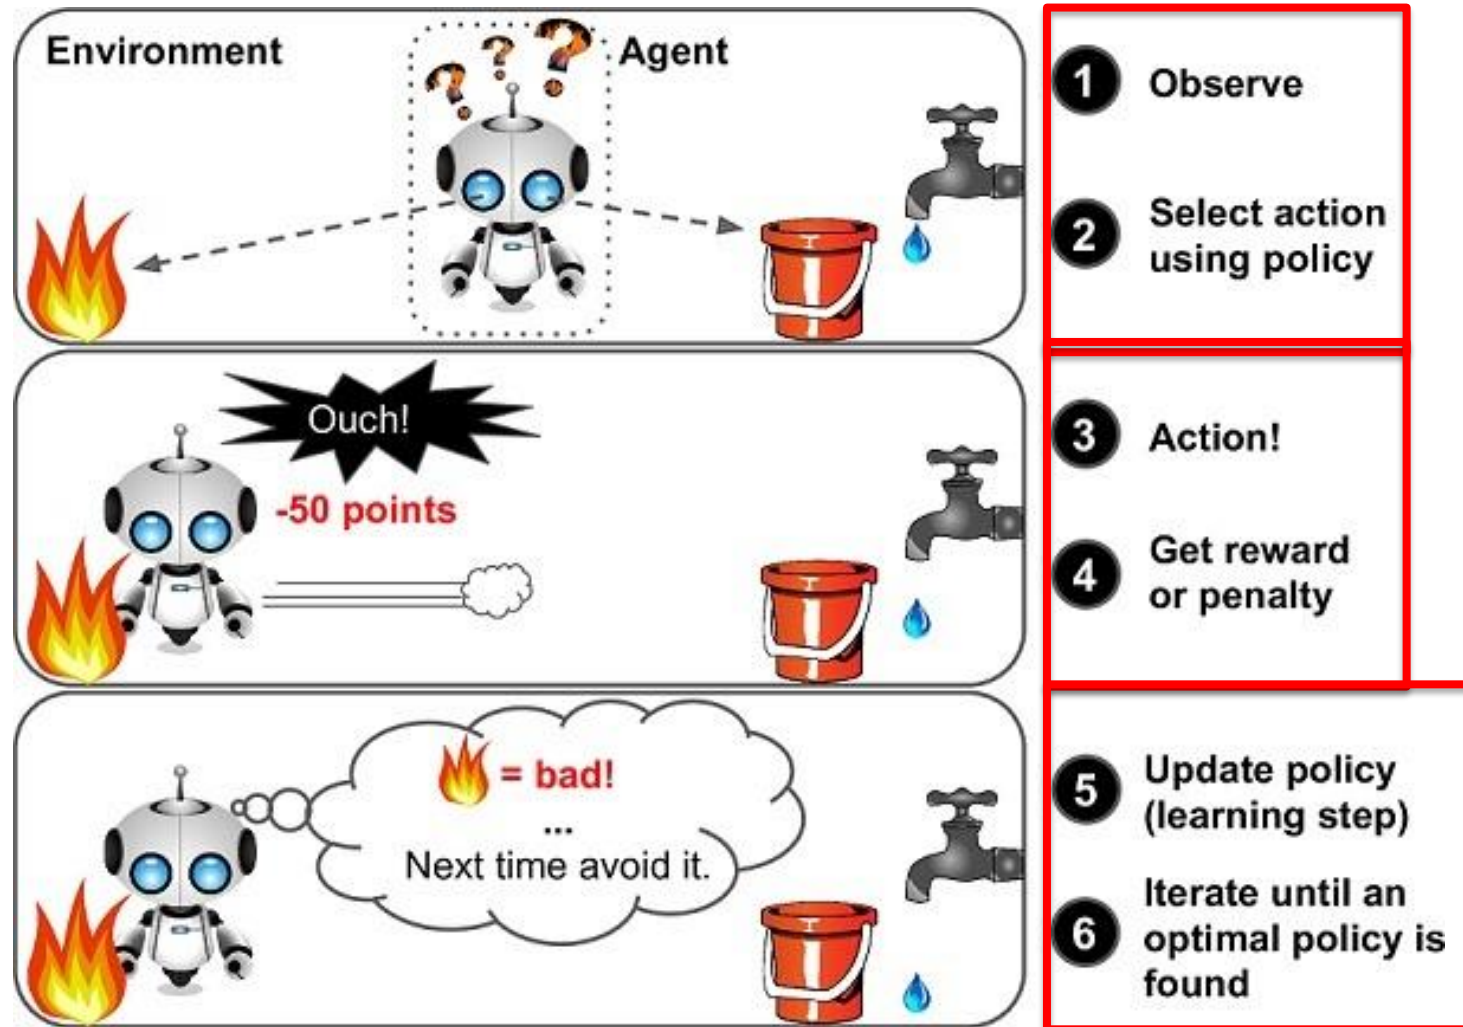 Environment
Agent
1 Observe
2 Select action
using policy
Ouch!
-50 points
3 Action!
4 Get reward
or penalty
= bad!
...
Next time avoid it.
5 Update policy
(learning step)
6 Iterate until an
optimal policy is
found